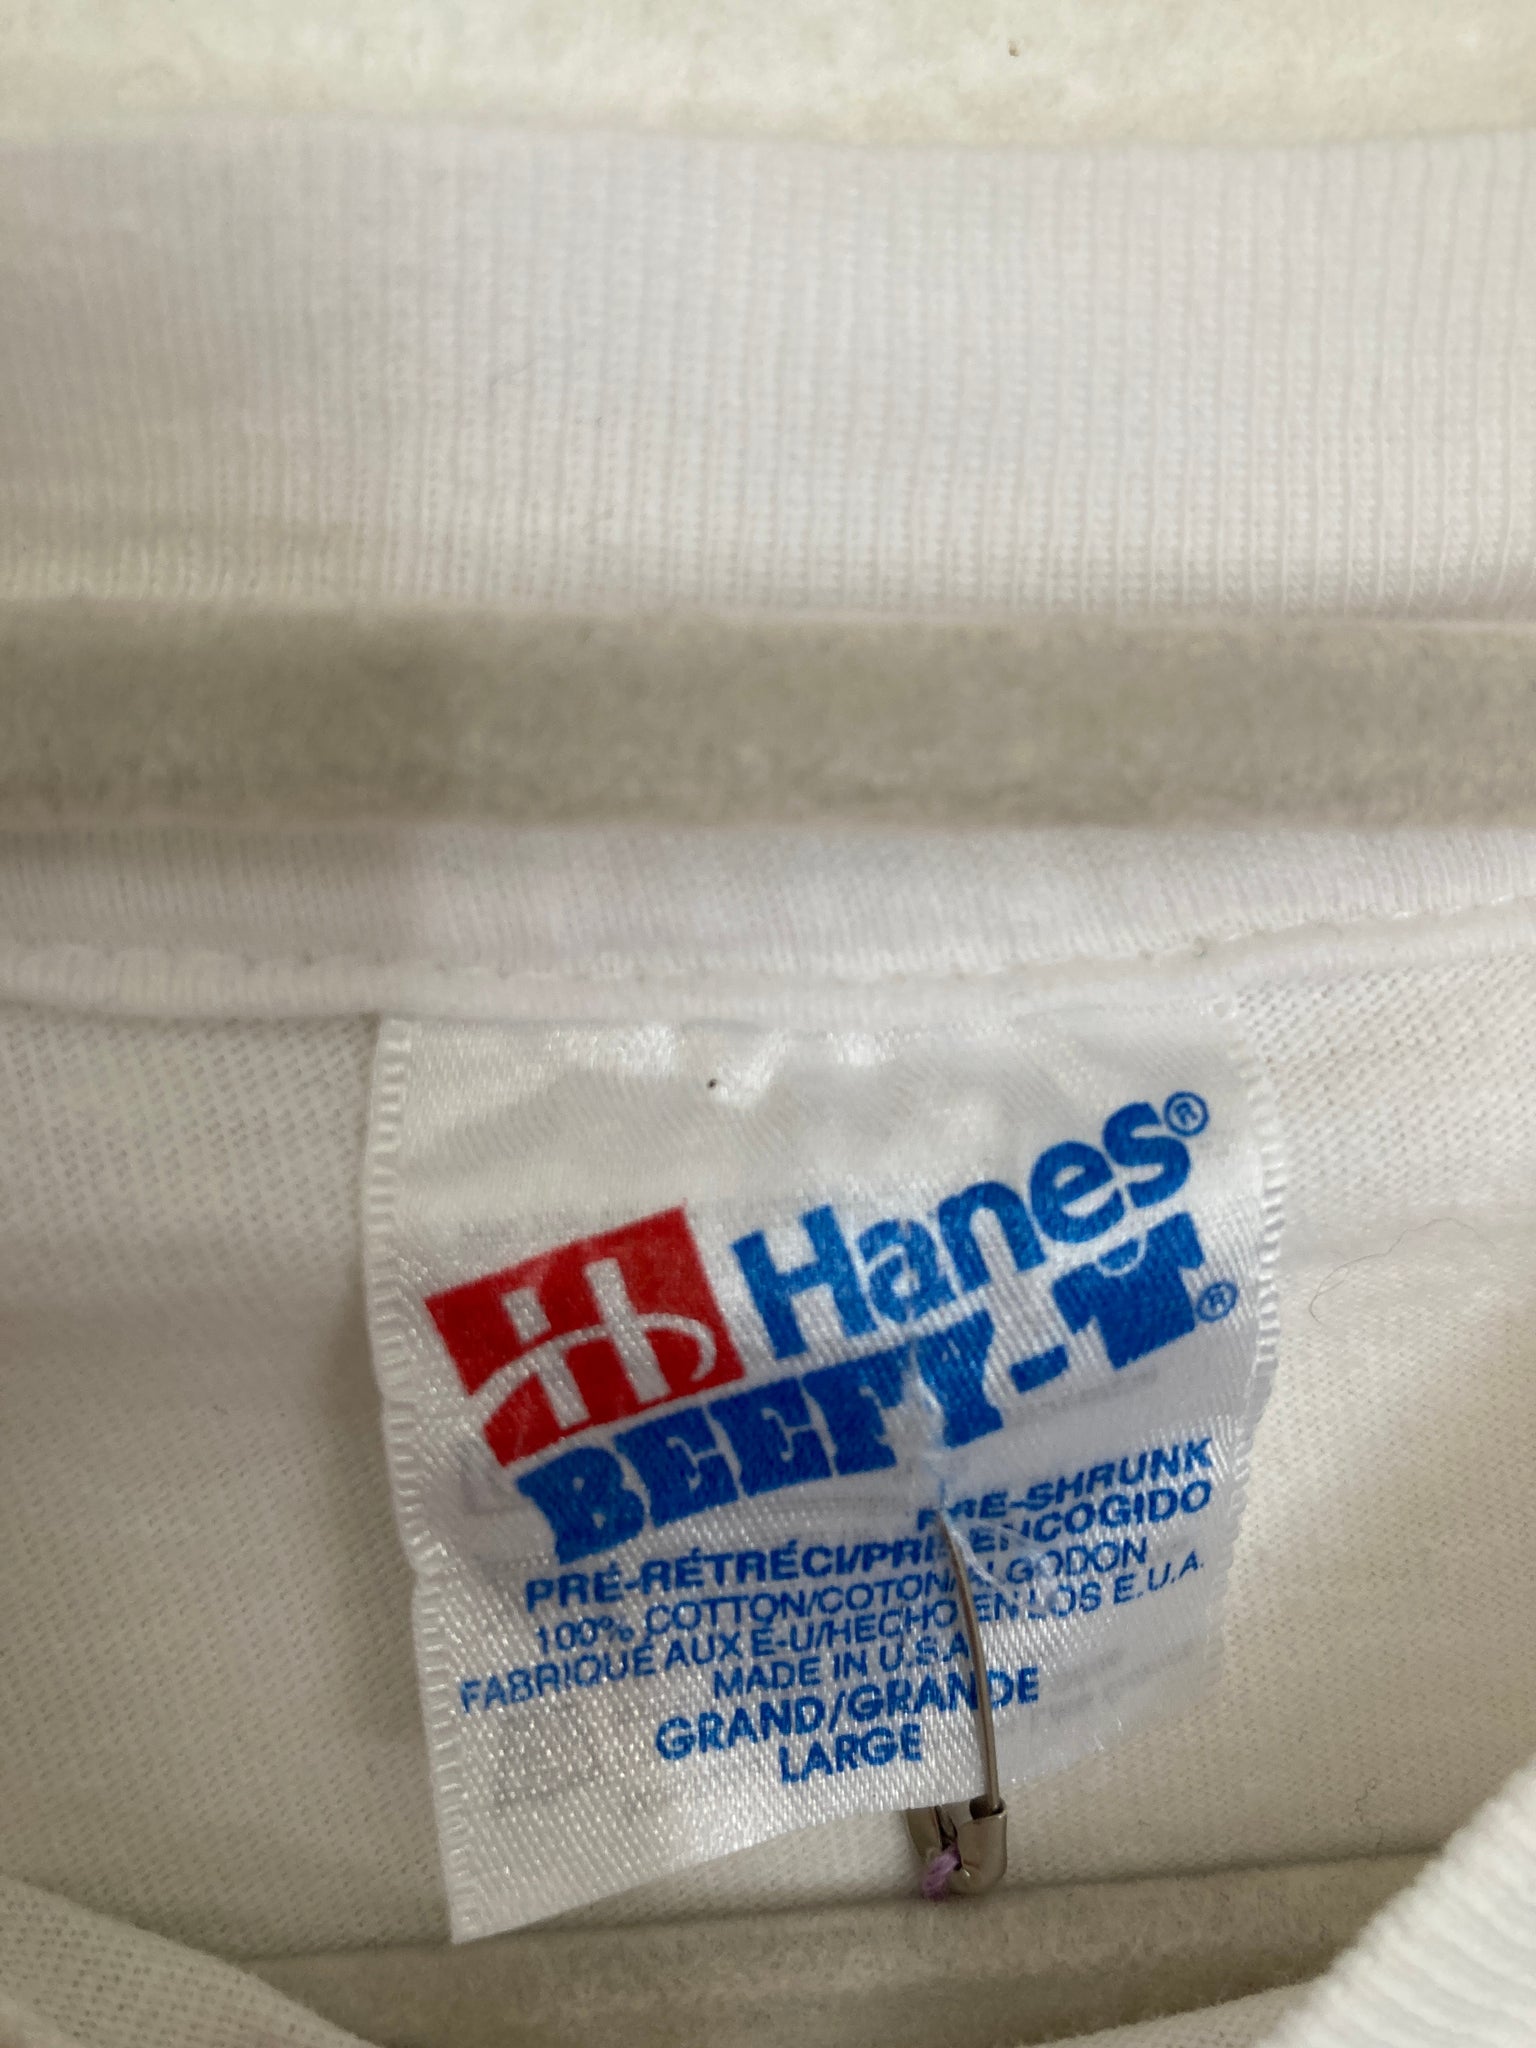 Hanes®
BEEFY-T®
PRE-SHRUNK
PRÉ-RÉTRÉCI/PRE-ENCOGIDO
100% COTTON/COTON/ALGODON
FABRIQUÉ AUX É-U/HECHO EN LOS E.U.A.
MADE IN U.S.A.
GRAND/GRANDE
LARGE